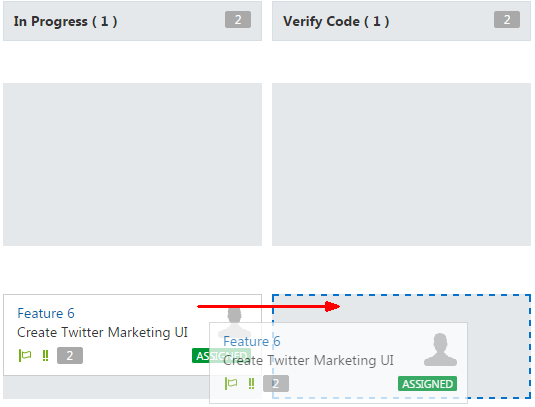 In Progress ( 1 )
2
Verify Code ( 1 )
2
Feature 6
Create Twitter Marketing UI
2
ASSIGNED
Feature 6
Create Twitter Marketing UI
2
ASSIGNED